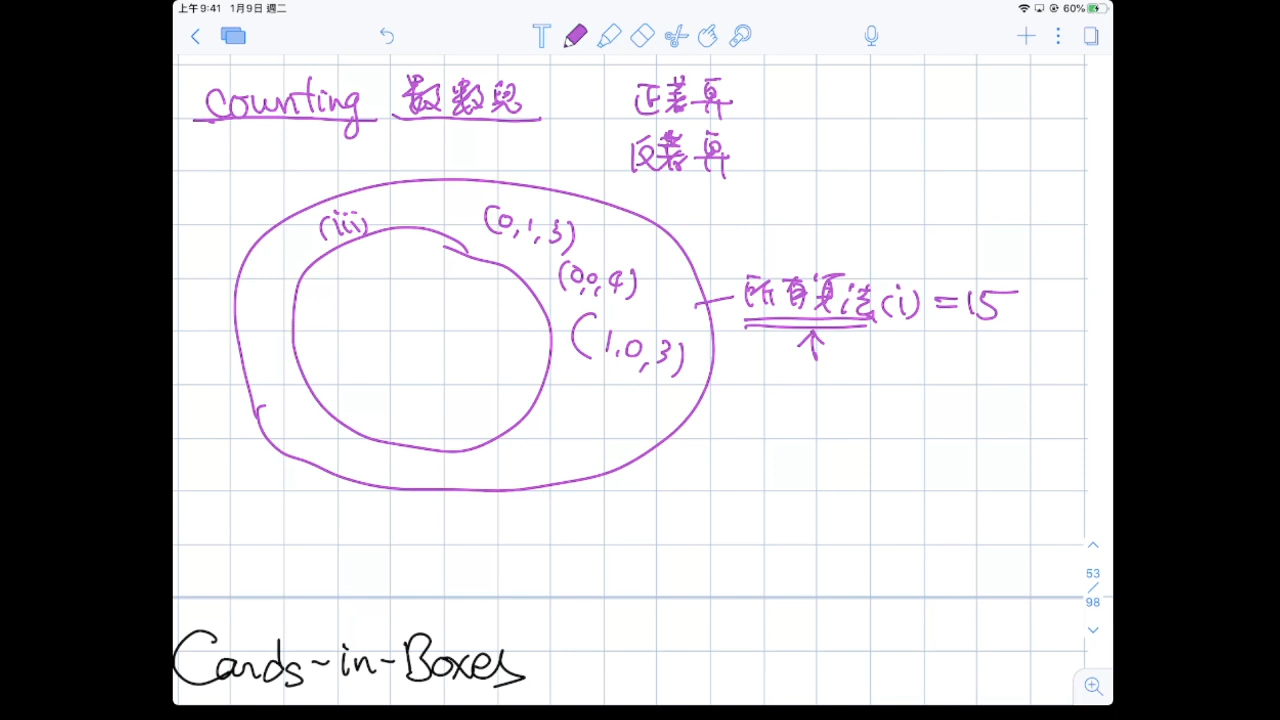 上午9:41 1月9日 週二
60%
T
counting 數數兒
正著算
反著算
(iii)
(0,1,3)
(0,0,4)
(1,0,3)
所有算法(i) = 15
53
98
Cards-in-Boxes